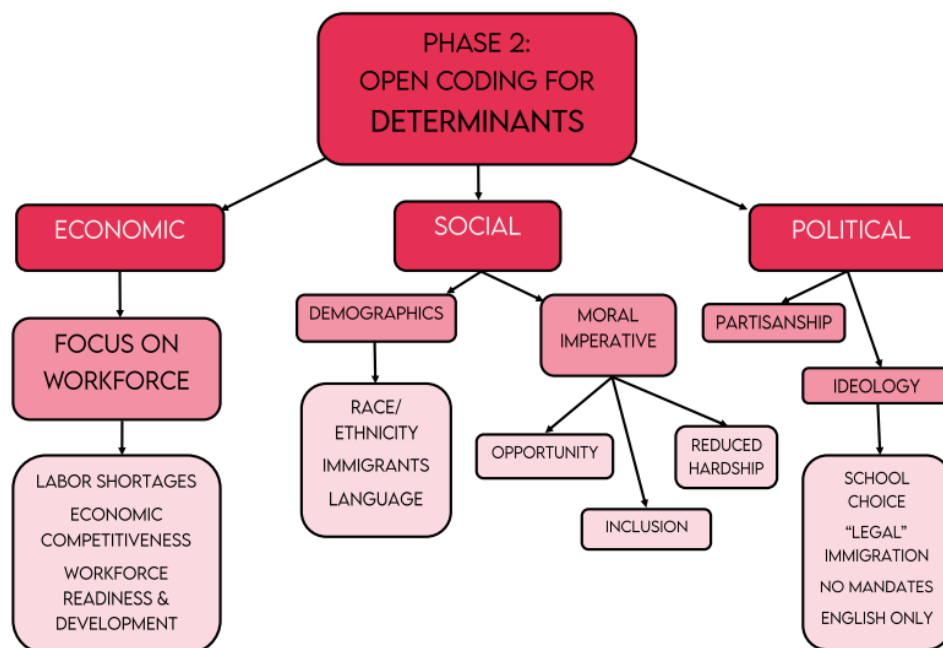 PHASE 2:
OPEN CODING FOR
DETERMINANTS
ECONOMIC
SOCIAL
POLITICAL
FOCUS ON
WORKFORCE
DEMOGRAPHICS
MORAL
IMPERATIVE
PARTISANSHIP
IDEOLOGY
LABOR SHORTAGES
ECONOMIC
COMPETITIVENESS
WORKFORCE
READINESS &
DEVELOPMENT
RACE/
ETHNICITY
IMMIGRANTS
LANGUAGE
OPPORTUNITY
INCLUSION
REDUCED
HARDSHIP
SCHOOL
CHOICE
"LEGAL"
IMMIGRATION
NO MANDATES
ENGLISH ONLY